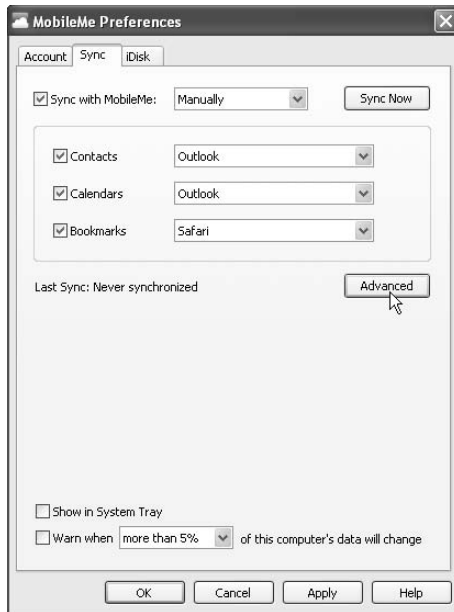 MobileMe Preferences
Account Sync iDisk
Sync with MobileMe: Manually Sync Now
Contacts Outlook
Calendars Outlook
Bookmarks Safari
Last Sync: Never synchronized Advanced
Show in System Tray
Warn when more than 5% of this computer's data will change
OK Cancel Apply Help